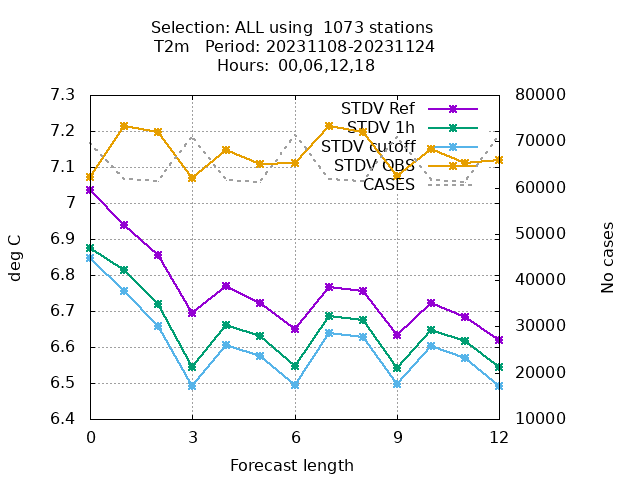 Selection: ALL using  1073 stations
T2m   Period: 20231108-20231124
Hours:  00,06,12,18
7.3
7.2
7.1
7
6.9
6.8
6.7
6.6
6.5
6.4
deg C
STDV Ref
STDV 1h
STDV cutoff
STDV OBS
CASES
80000
70000
60000
50000
40000
30000
20000
10000
No cases
0 3 6 9 12
Forecast length